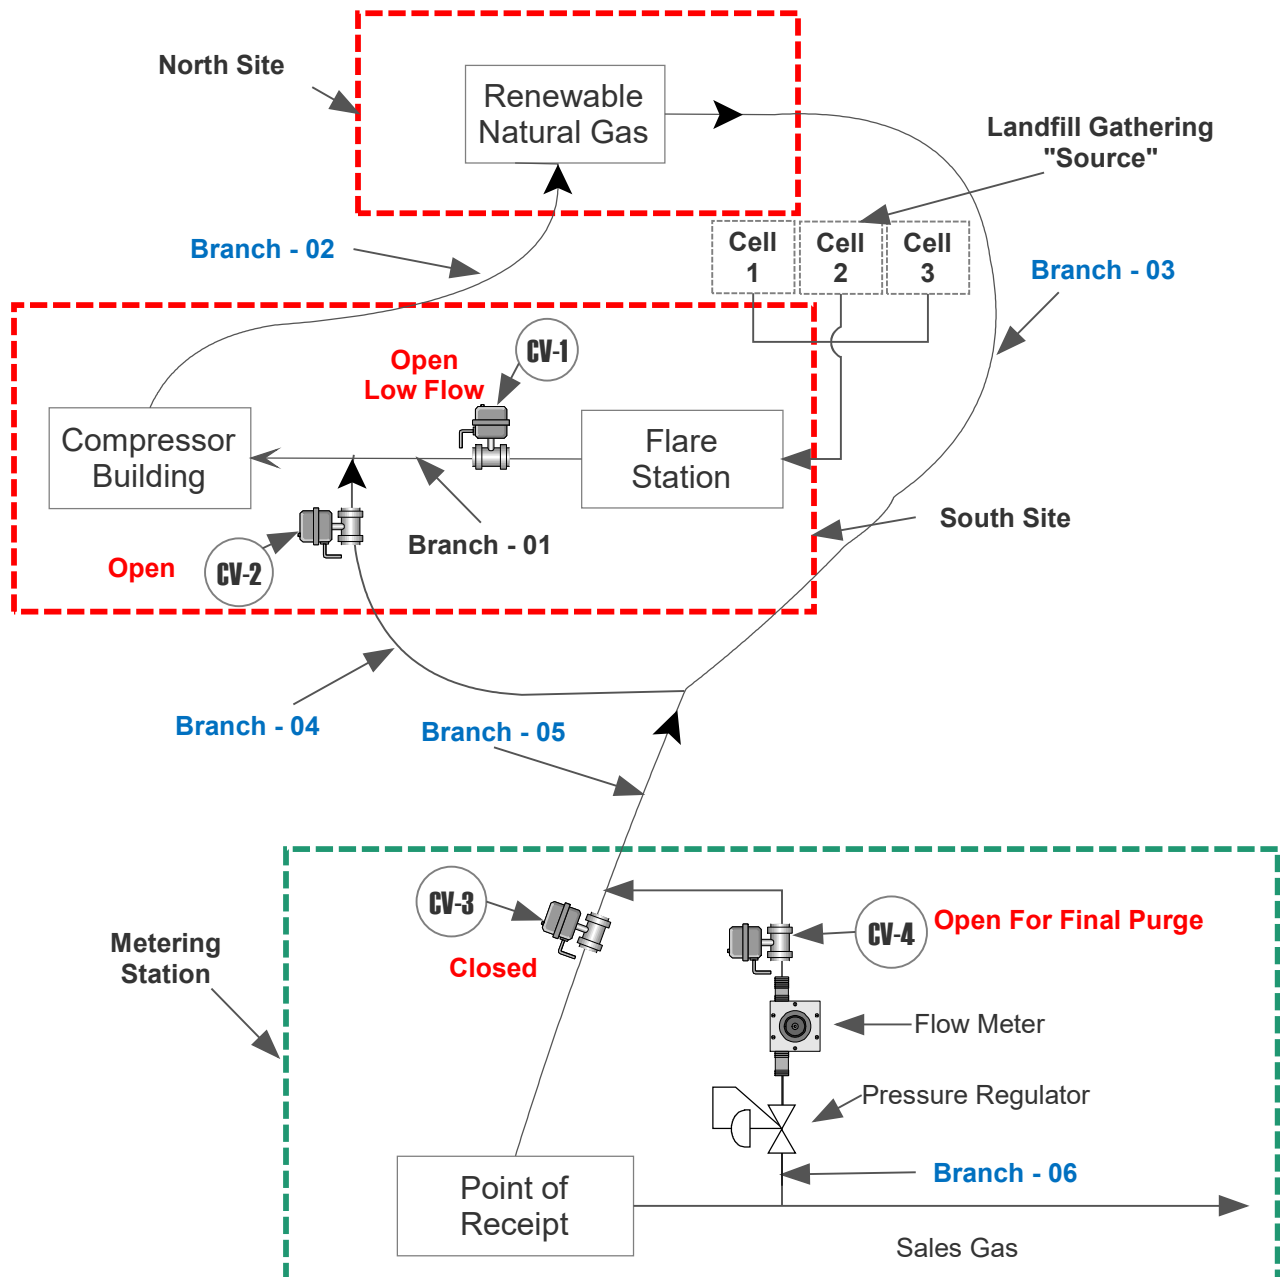 North Site
Renewable
Natural Gas
Landfill Gathering
"Source"
Branch - 02
Cell
1
Cell
2
Cell
3
Branch - 03
Open
Low Flow
CV-1
Compressor
Building
Flare
Station
South Site
Branch - 01
Open
CV-2
Branch - 04
Branch - 05
CV-3
Closed
CV-4
Open For Final Purge
Metering
Station
Flow Meter
Pressure Regulator
Branch - 06
Point of
Receipt
Sales Gas